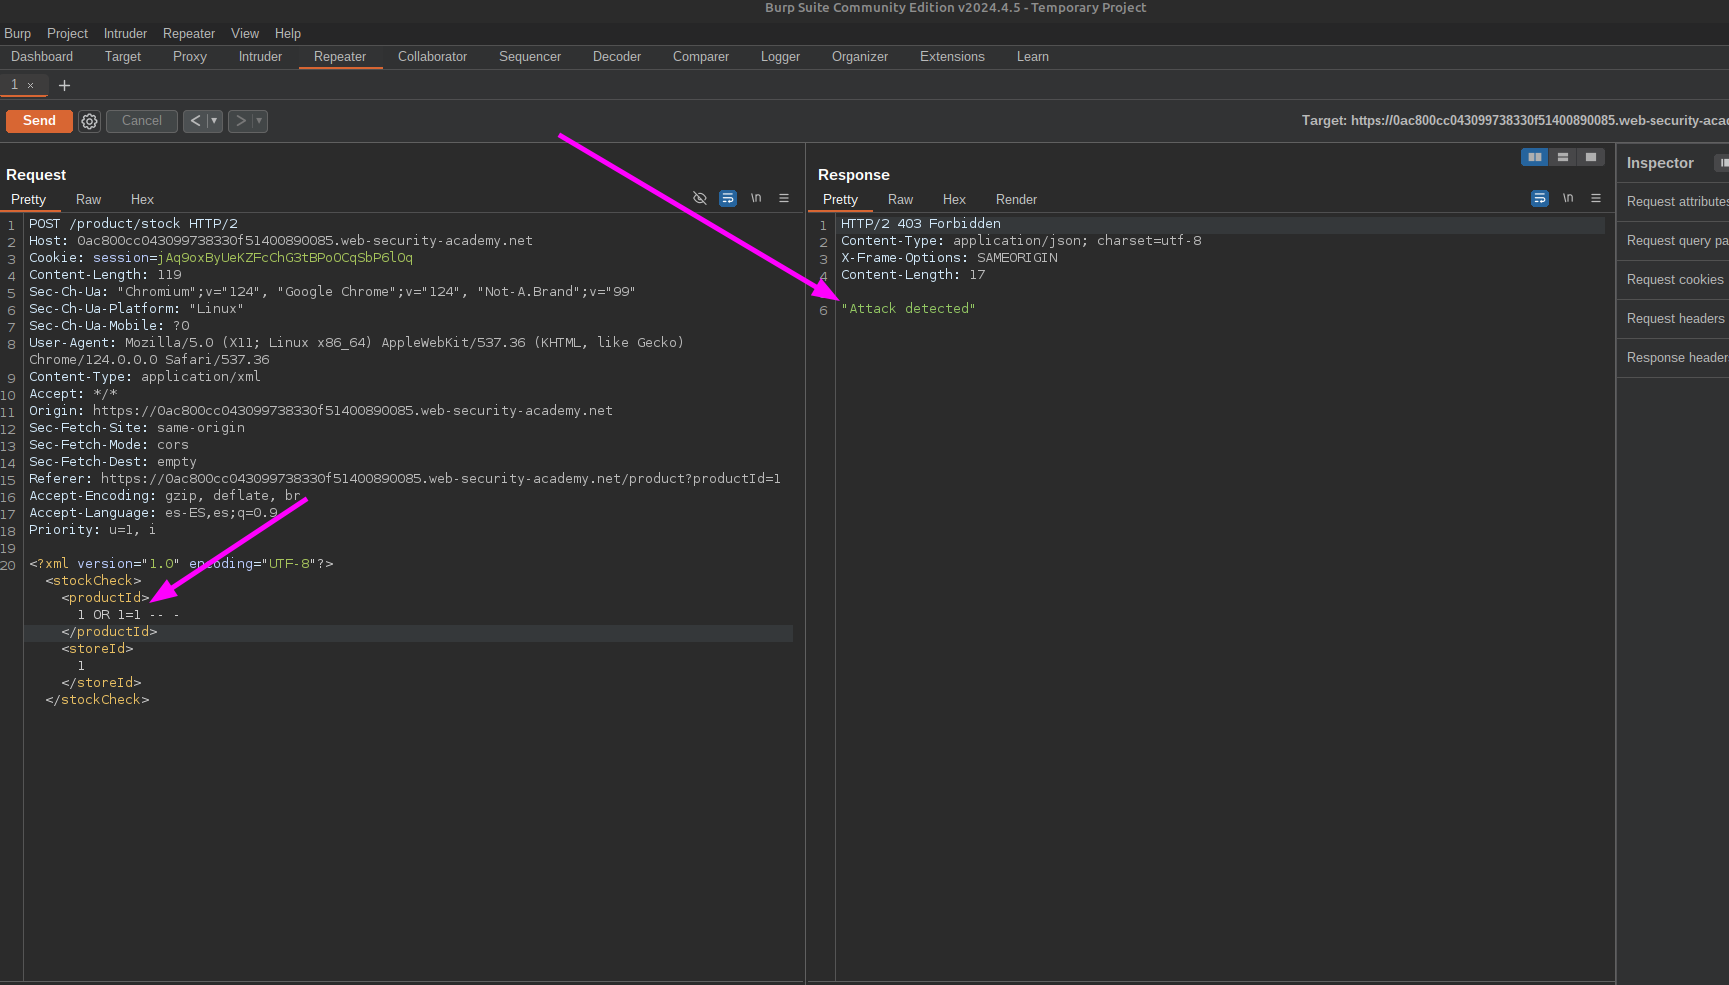 Burp Suite Community Edition v2024.4.5 - Temporary Project
Burp Project Intruder Repeater View Help
Dashboard Target Proxy Intruder Repeater Collaborator Sequencer Decoder Comparer Logger Organizer Extensions Learn
1 × +
Send Cancel < > Target: https://0ac800cc043099738330f51400890085.web-security-aca
Request
Pretty Raw Hex \n
1 POST /product/stock HTTP/2
2 Host: 0ac800cc043099738330f51400890085.web-security-academy.net
3 Cookie: session=jAq9oxByUeKZFcChG3tBPoOCqSbP6lOq
4 Content-Length: 119
5 Sec-Ch-Ua: "Chromium";v="124", "Google Chrome";v="124", "Not-A.Brand";v="99"
6 Sec-Ch-Ua-Platform: "Linux"
7 Sec-Ch-Ua-Mobile: ?0
8 User-Agent: Mozilla/5.0 (X11; Linux x86_64) AppleWebKit/537.36 (KHTML, like Gecko)
Chrome/124.0.0.0 Safari/537.36
9 Content-Type: application/xml
10 Accept: */*
11 Origin: https://0ac800cc043099738330f51400890085.web-security-academy.net
12 Sec-Fetch-Site: same-origin
13 Sec-Fetch-Mode: cors
14 Sec-Fetch-Dest: empty
15 Referer: https://0ac800cc043099738330f51400890085.web-security-academy.net/product?productId=1
16 Accept-Encoding: gzip, deflate, br
17 Accept-Language: es-ES,es;q=0.9
18 Priority: u=1, i
19
20 <?xml version="1.0" encoding="UTF-8"?>
<stockCheck>
<productId>
1 OR 1=1 -- -
</productId>
<storeId>
1
</storeId>
</stockCheck>
Response
Pretty Raw Hex Render \n
1 HTTP/2 403 Forbidden
2 Content-Type: application/json; charset=utf-8
3 X-Frame-Options: SAMEORIGIN
4 Content-Length: 17
6 "Attack detected"
Inspector
Request attributes
Request query pa
Request cookies
Request headers
Response header